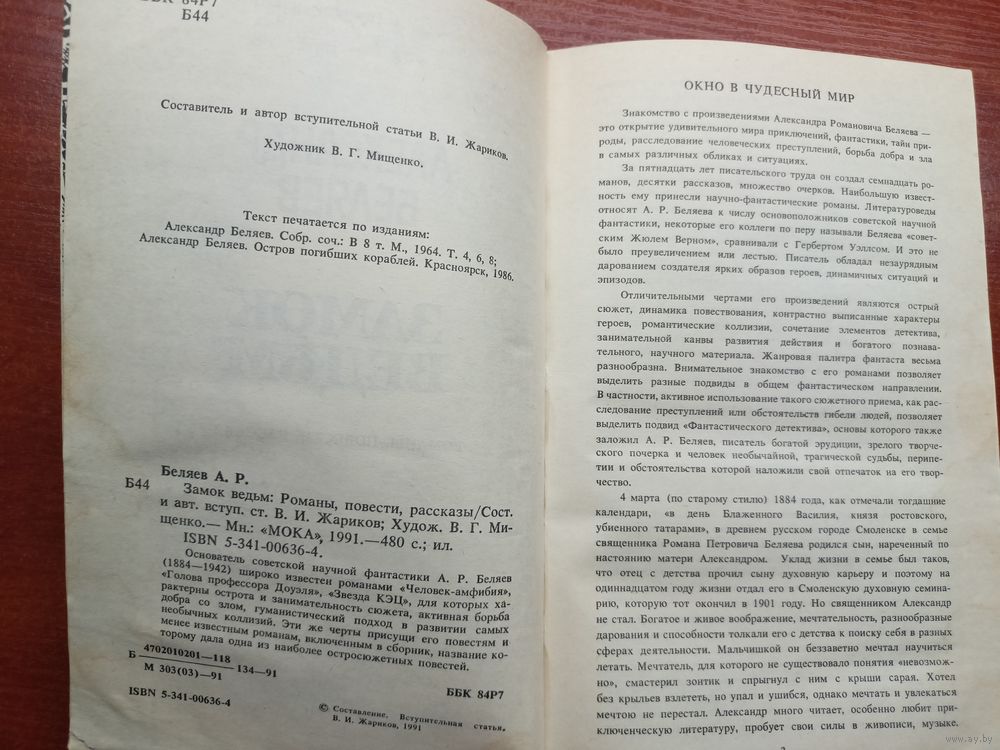 ББК 84Р7
Б44
Составитель и автор вступительной статьи В. И. Жариков.
Художник В. Г. Мищенко.
Текст печатается по изданиям:
Александр Беляев. Собр. соч.: В 8 т. М., 1964. Т. 4, 6, 8;
Александр Беляев. Остров погибших кораблей. Красноярск, 1986.
Беляев А. Р.
Б44 Замок ведьм: Романы, повести, рассказы/Сост.
и авт. вступ. ст. В. И. Жариков; Худож. В. Г. Ми-
щенко.— Мн.: «МОКА», 1991.—480 с.; ил.
ISBN 5-341-00636-4.
Основатель советской научной фантастики А. Р. Беляев
(1884—1942) широко известен романами «Человек-амфибия»,
«Голова профессора Доуэля», «Звезда КЭЦ», для которых ха-
рактерны острота и занимательность сюжета, активная борьба
добра со злом, гуманистический подход в развитии самых
необычных коллизий. Эти же черты присущи его повестям и
менее известным романам, включенным в сборник, название ко-
торому дала одна из наиболее остросюжетных повестей.
4702010201—118
Б 134—91
М 303(03)—91
ББК 84Р7
ISBN 5-341-00636-4
© Составление. Вступительная статья.
В. И. Жариков, 1991
ОКНО В ЧУДЕСНЫЙ МИР
Знакомство с произведениями Александра Романовича Беляева —
это открытие удивительного мира приключений, фантастики, тайн при-
роды, расследование человеческих преступлений, борьба добра и зла
в самых различных обликах и ситуациях.
За пятнадцать лет писательского труда он создал семнадцать ро-
манов, десятки рассказов, множество очерков. Наибольшую извест-
ность ему принесли научно-фантастические романы. Литературоведы
относят А. Р. Беляева к числу основоположников советской научной
фантастики, некоторые его коллеги по перу называли Беляева «совет-
ским Жюлем Верном», сравнивали с Гербертом Уэллсом. И это не
было преувеличением или лестью. Писатель обладал незаурядным
дарованием создателя ярких образов героев, динамичных ситуаций и
эпизодов.
Отличительными чертами его произведений являются острый
сюжет, динамика повествования, контрастно выписанные характеры
героев, романтические коллизии, сочетание элементов детектива,
занимательной канвы развития действия и богатого познава-
тельного, научного материала. Жанровая палитра фантаста весьма
разнообразна. Внимательное знакомство с его романами позволяет
выделить разные подвиды в общем фантастическом направлении.
В частности, активное использование такого сюжетного приема, как рас-
следование преступлений или обстоятельств гибели людей, позволяет
выделить подвид «Фантастического детектива», основы которого также
заложил А. Р. Беляев, писатель богатой эрудиции, зрелого творче-
ского почерка и человек необычайной, трагической судьбы, перипе-
тии и обстоятельства которой наложили свой отпечаток на его твор-
чество.
4 марта (по старому стилю) 1884 года, как отмечали тогдашние
календари, «в день Блаженного Василия, князя ростовского,
убиенного татарами», в древнем русском городе Смоленске в семье
священника Романа Петровича Беляева родился сын, нареченный по
настоянию матери Александром. Уклад жизни в семье был таков,
что отец с детства прочил сыну духовную карьеру и поэтому на
одиннадцатом году жизни отдал его в Смоленскую духовную семина-
рию, которую тот окончил в 1901 году. Но священником Александр
не стал. Богатое и живое воображение, мечтательность, разнообразные
дарования и способности толкали его с детства к поиску себя в разных
сферах деятельности. Мальчишкой он беззаветно мечтал научиться
летать. Мечтатель, для которого не существовало понятия «невозмож-
но», смастерил зонтик и спрыгнул с ним с крыши сарая. Хотел
без крыльев взлететь, но упал и ушибся, однако мечтать и увлекаться
мечтою не перестал. Александр много читает, особенно любит при-
ключенческую литературу, пробует свои силы в живописи, музыке.
www.ay.by